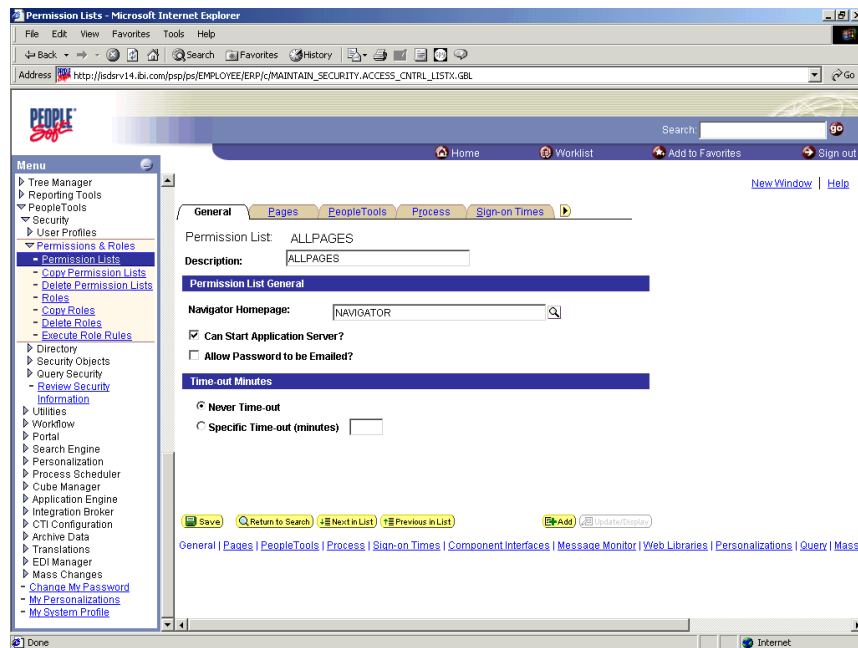 Permission Lists - Microsoft Internet Explorer
File Edit View Favorites Tools Help
Back Search Favorites History
Address http://isdsrv14.ibi.com/psp/ps/EMPLOYEE/ERP/c/MAINTAIN_SECURITY.ACCESS_CNTRL_LISTX.GBL Go
PEOPLE Soft
Search: go
Home Worklist Add to Favorites Sign out
Menu
New Window | Help
Tree Manager
Reporting Tools
PeopleTools
Security
User Profiles
Permissions & Roles
Permission Lists
Copy Permission Lists
Delete Permission Lists
Roles
Copy Roles
Delete Roles
Execute Role Rules
Directory
Security Objects
Query Security
Review Security
Information
Utilities
Workflow
Portal
Search Engine
Personalization
Process Scheduler
Cube Manager
Application Engine
Integration Broker
CTI Configuration
Archive Data
Translations
EDI Manager
Mass Changes
Change My Password
My Personalizations
My System Profile
General Pages PeopleTools Process Sign-on Times
Permission List: ALLPAGES
Description: ALLPAGES
Permission List General
Navigator Homepage: NAVIGATOR
Can Start Application Server?
Allow Password to be Emailed?
Time-out Minutes
Never Time-out
Specific Time-out (minutes)
Save Return to Search Next in List Previous in List Add Update/Display
General | Pages | PeopleTools | Process | Sign-on Times | Component Interfaces | Message Monitor | Web Libraries | Personalizations | Query | Mass
Done Internet